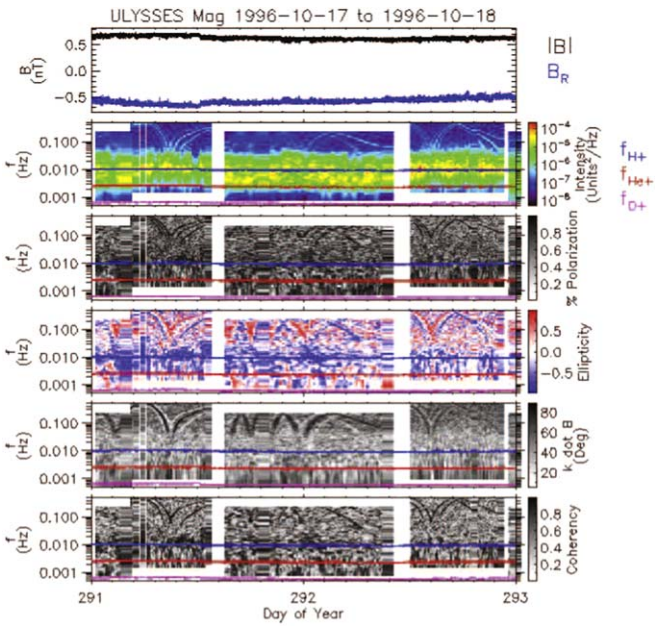 ULYSSES Mag 1996-10-17 to 1996-10-18
0.5
0.0
-0.5
B
(nT)
|B|
B_R
0.100
0.010
0.001
f
(Hz)
10^-4
10^-5
10^-6
10^-7
10^-8
Intensity
(Units^2/Hz)
f_H+
f_He+
f_D+
0.100
0.010
0.001
f
(Hz)
0.8
0.6
0.4
0.2
% Polarization
0.100
0.010
0.001
f
(Hz)
0.5
0.0
-0.5
Ellipticity
0.100
0.010
0.001
f
(Hz)
80
60
40
20
k dot B
(Deg)
0.100
0.010
0.001
f
(Hz)
0.8
0.6
0.4
0.2
Coherency
291
292
293
Day of Year